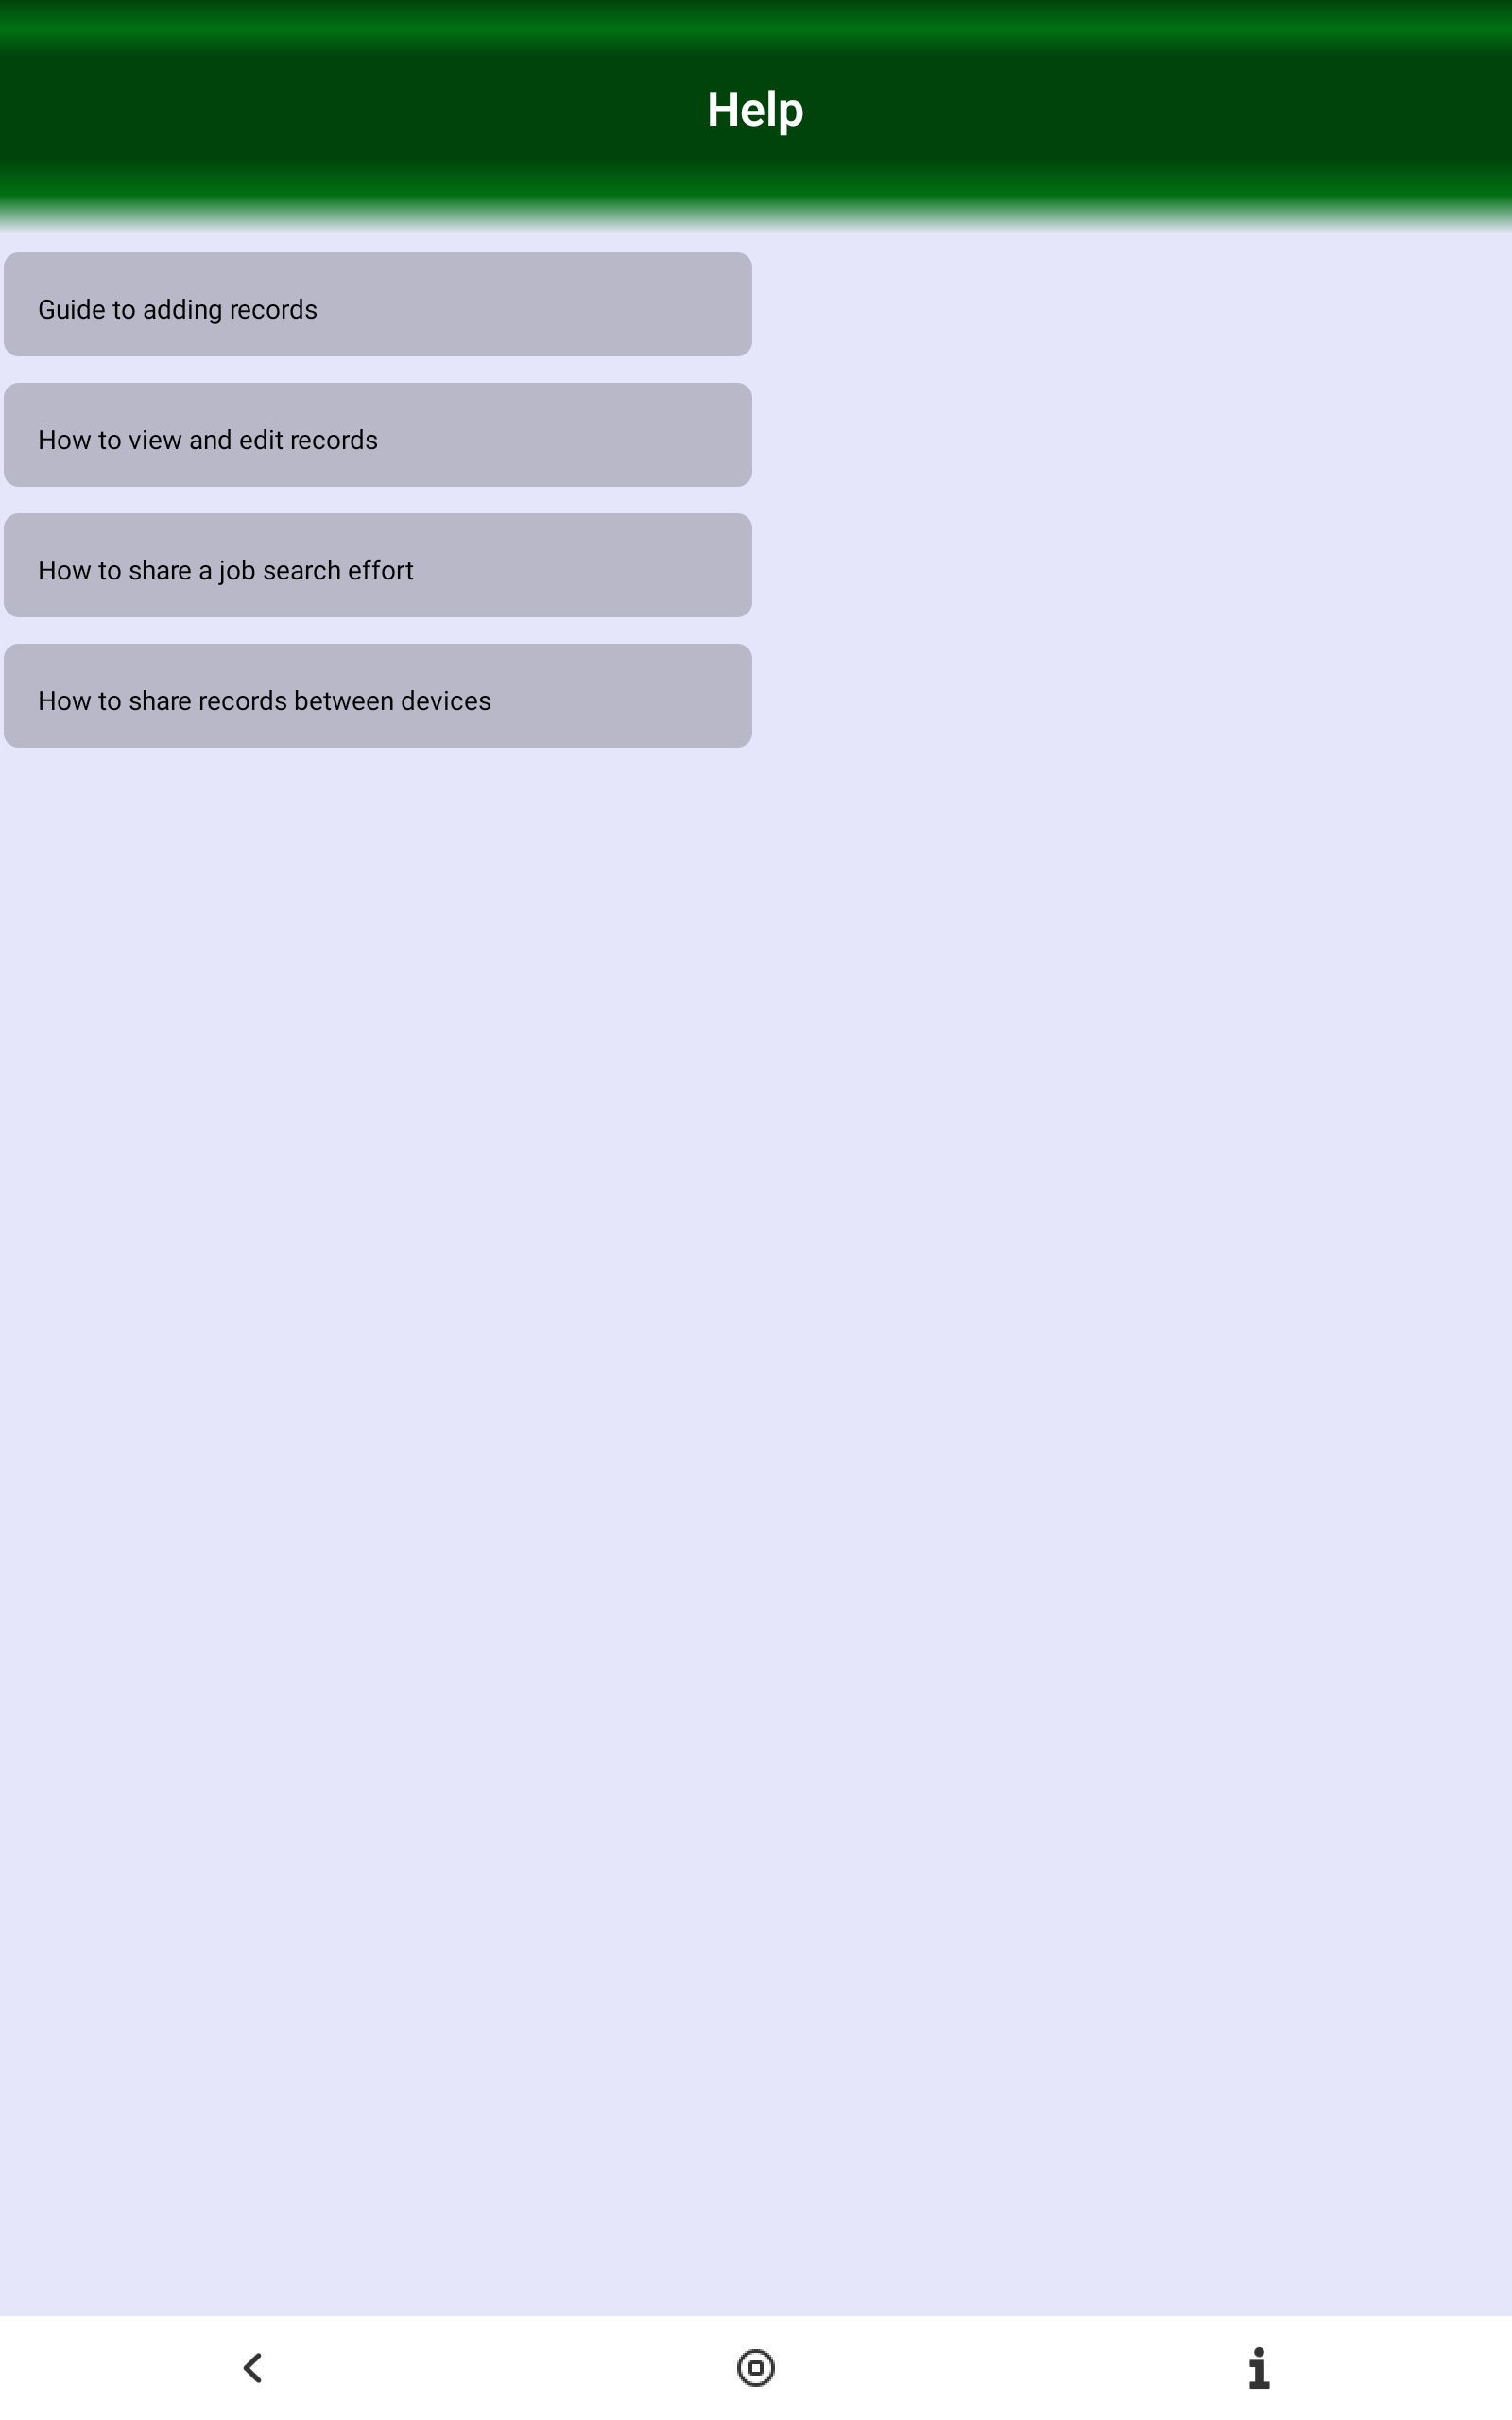 Help
Guide to adding records
How to view and edit records
How to share a job search effort
How to share records between devices